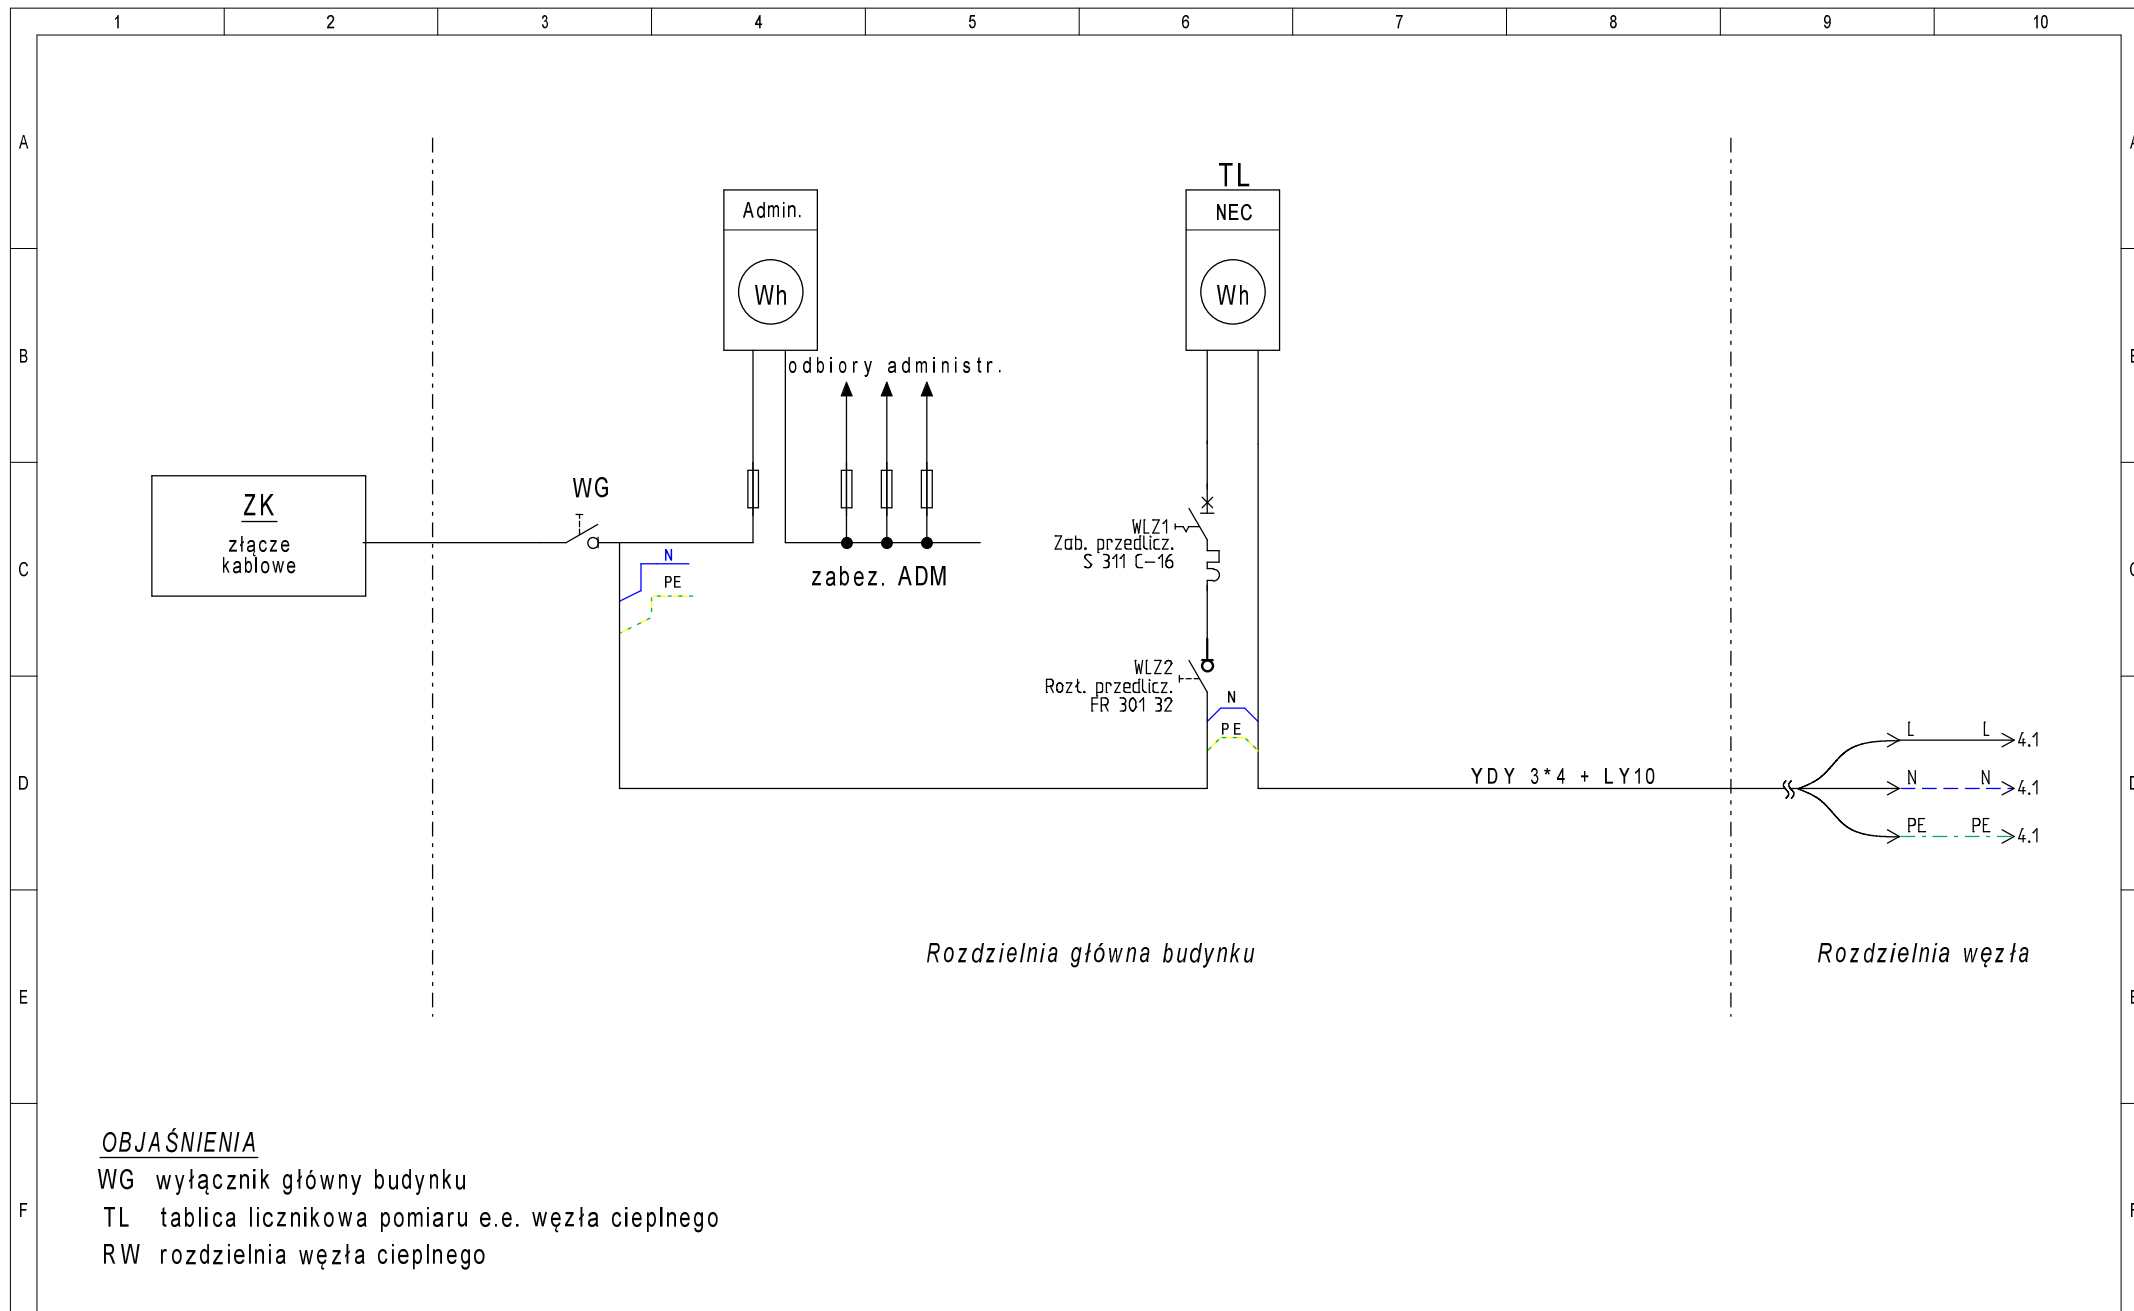 1 2 3 4 5 6 7 8 9 10
A
B
C
D
E
F
A
B
C
D
E
F
ZK
złącze
kablowe
WG
Admin.
Wh
odbiory administr.
zabez. ADM
N
PE
TL
NEC
Wh
WLZ1
Zab. przedlicz.
S 311 C-16
WLZ2
Rozł. przedlicz.
FR 301 32
N
PE
YDY 3*4 + LY10
L L 4.1
N N 4.1
PE PE 4.1
Rozdzielnia główna budynku
Rozdzielnia węzła
OBJAŚNIENIA
WG wyłącznik główny budynku
TL tablica licznikowa pomiaru e.e. węzła cieplnego
RW rozdzielnia węzła cieplnego